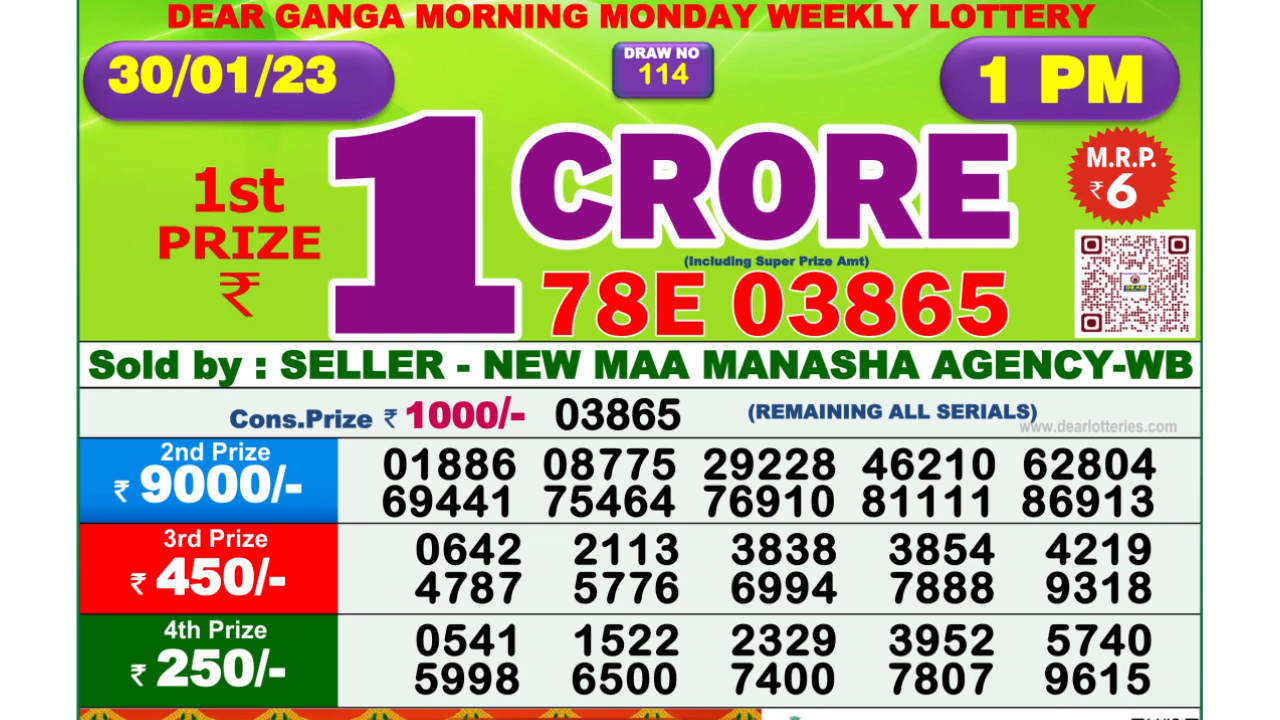 DEAR GANGA MORNING MONDAY WEEKLY LOTTERY
30/01/23
DRAW NO
114
1 PM
1st
PRIZE
₹
1 CRORE
(Including Super Prize Amt)
78E 03865
M.R.P.
₹ 6
Sold by : SELLER - NEW MAA MANASHA AGENCY-WB
Cons.Prize ₹ 1000/- 03865 (REMAINING ALL SERIALS)
www.dearlotteries.com
2nd Prize
₹ 9000/-
01886 08775 29228 46210 62804
69441 75464 76910 81111 86913
3rd Prize
₹ 450/-
0642 2113 3838 3854 4219
4787 5776 6994 7888 9318
4th Prize
₹ 250/-
0541 1522 2329 3952 5740
5998 6500 7400 7807 9615